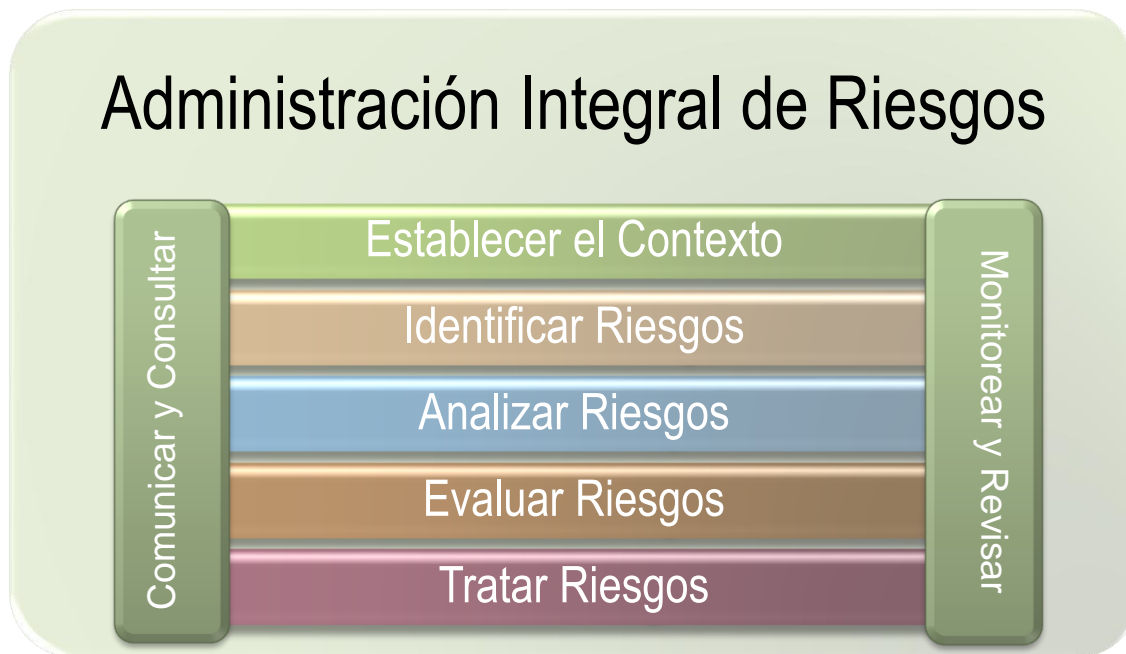 Administración Integral de Riesgos
Comunicar y Consultar
Establecer el Contexto
Identificar Riesgos
Analizar Riesgos
Evaluar Riesgos
Tratar Riesgos
Monitorear y Revisar